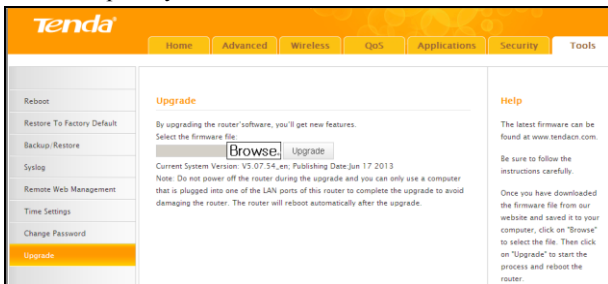 Tenda
Home Advanced Wireless QoS Applications Security Tools
Reboot
Restore To Factory Default
Backup/Restore
Syslog
Remote Web Management
Time Settings
Change Password
Upgrade
Upgrade
By upgrading the router`software, you'll get new features.
Select the firmware file:
Browse. Upgrade
Current System Version: V5.07.54_en; Publishing Date:Jun 17 2013
Note: Do not power off the router during the upgrade and you can only use a computer
that is plugged into one of the LAN ports of this router to complete the upgrade to avoid
damaging the router. The router will reboot automatically after the upgrade.
Help
The latest firmware can be
found at www.tendacn.com.
Be sure to follow the
instructions carefully.
Once you have downloaded
the firmware file from our
website and saved it to your
computer, click on "Browse"
to select the file. Then click
on "Upgrade" to start the
process and reboot the
router.